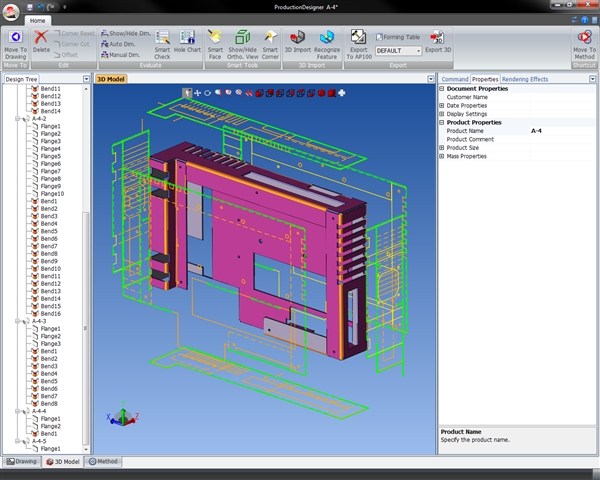 ProductionDesigner A-4*
Home
Move To Drawing
Move To
Delete
Corner Reset
Corner Cut
Offset
Edit
Show/Hide Dim.
Auto Dim.
Manual Dim.
Smart Check
Hole Chart
Evaluate
Smart Face
Show/Hide Ortho. View
Smart Corner
Smart Tools
3D Import
Recognize Feature
3D Import
Export To AP100
Forming Table
DEFAULT
Export 3D
Export
Move To Method
Shortcut
Design Tree
Bend11
Bend12
Bend13
Bend14
A-4-2
Flange1
Flange2
Flange3
Flange4
Flange5
Flange6
Flange7
Flange8
Flange9
Flange10
Bend1
Bend2
Bend3
Bend4
Bend5
Bend6
Bend7
Bend8
Bend9
Bend10
Bend11
Bend12
Bend13
Bend14
Bend15
Bend16
A-4-3
Flange1
Flange2
Flange3
Bend1
Bend2
Bend3
Bend4
Bend5
Bend6
Bend7
Bend8
A-4-4
Flange1
Flange2
Bend1
A-4-5
Flange1
3D Model
X
Y
Z
Command Properties Rendering Effects
Document Properties
Customer Name
Date Properties
Display Settings
Product Properties
Product Name A-4
Product Comment
Product Size
Mass Properties
Product Name
Specify the product name.
Drawing 3D Model Method